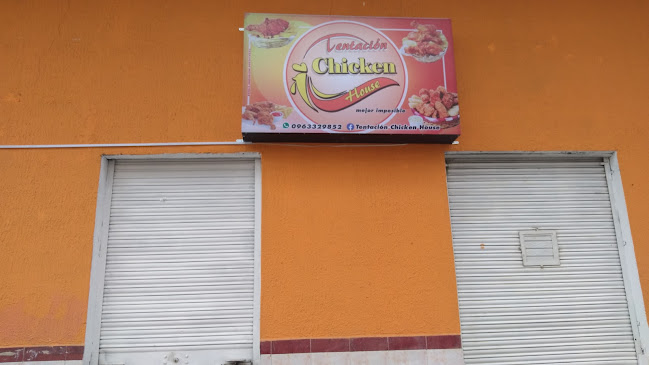 Tentación
Chicken
House
mejor imposible
0963329852 Tentación Chicken House